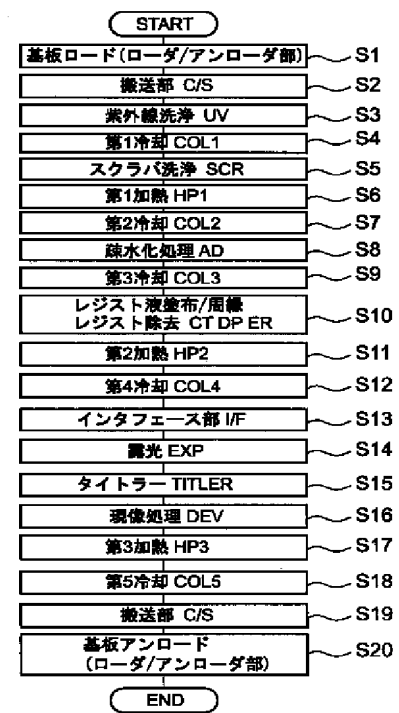 START
基板ロード(ローダ/アンローダ部) S1
搬送部 C/S S2
紫外線洗浄 UV S3
第1冷却 COL1 S4
スクラバ洗浄 SCR S5
第1加熱 HP1 S6
第2冷却 COL2 S7
疎水化処理 AD S8
第3冷却 COL3 S9
レジスト液塗布/周縁
レジスト除去 CT DP ER S10
第2加熱 HP2 S11
第4冷却 COL4 S12
インタフェース部 I/F S13
露光 EXP S14
タイトラー TITLER S15
現像処理 DEV S16
第3加熱 HP3 S17
第5冷却 COL5 S18
搬送部 C/S S19
基板アンロード
(ローダ/アンローダ部) S20
END